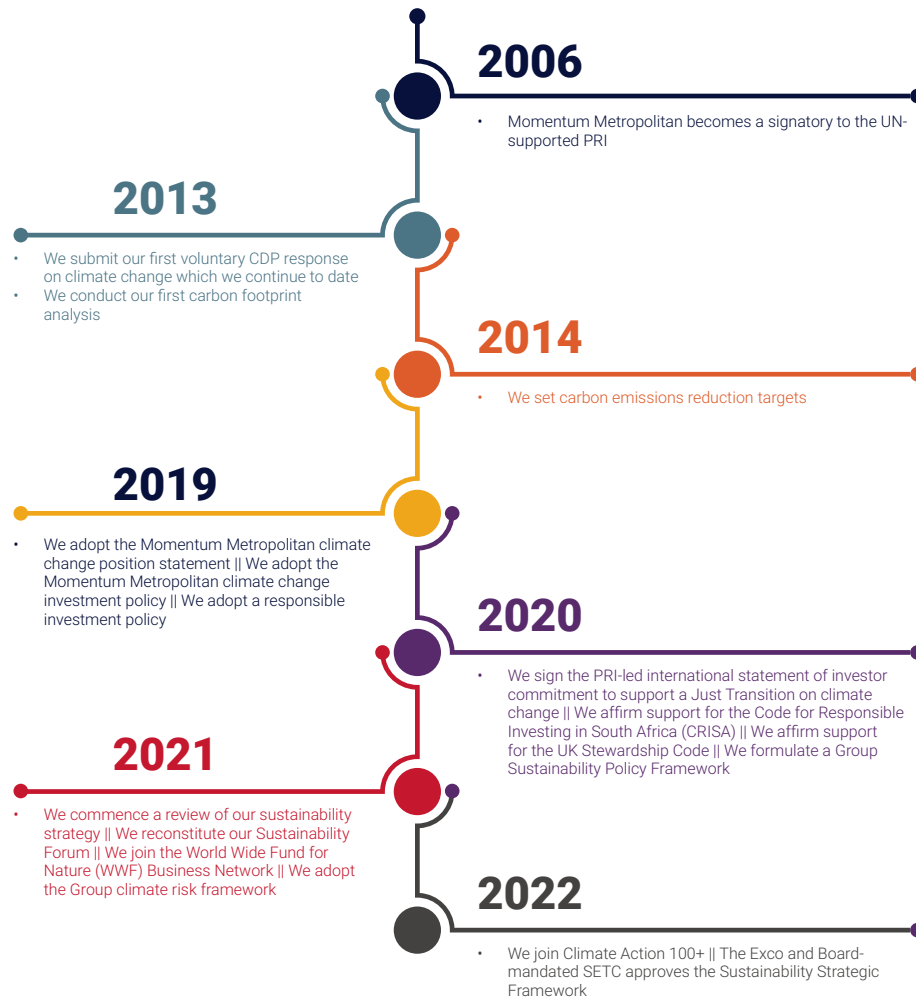 2006
• Momentum Metropolitan becomes a signatory to the UN-
supported PRI
2013
• We submit our first voluntary CDP response
on climate change which we continue to date
• We conduct our first carbon footprint
analysis
2014
• We set carbon emissions reduction targets
2019
• We adopt the Momentum Metropolitan climate
change position statement || We adopt the
Momentum Metropolitan climate change
investment policy || We adopt a responsible
investment policy
2020
• We sign the PRI-led international statement of investor
commitment to support a Just Transition on climate
change || We affirm support for the Code for Responsible
Investing in South Africa (CRISA) || We affirm support
for the UK Stewardship Code || We formulate a Group
Sustainability Policy Framework
2021
• We commence a review of our sustainability
strategy || We reconstitute our Sustainability
Forum || We join the World Wide Fund for
Nature (WWF) Business Network || We adopt
the Group climate risk framework
2022
• We join Climate Action 100+ || The Exco and Board-
mandated SETC approves the Sustainability Strategic
Framework